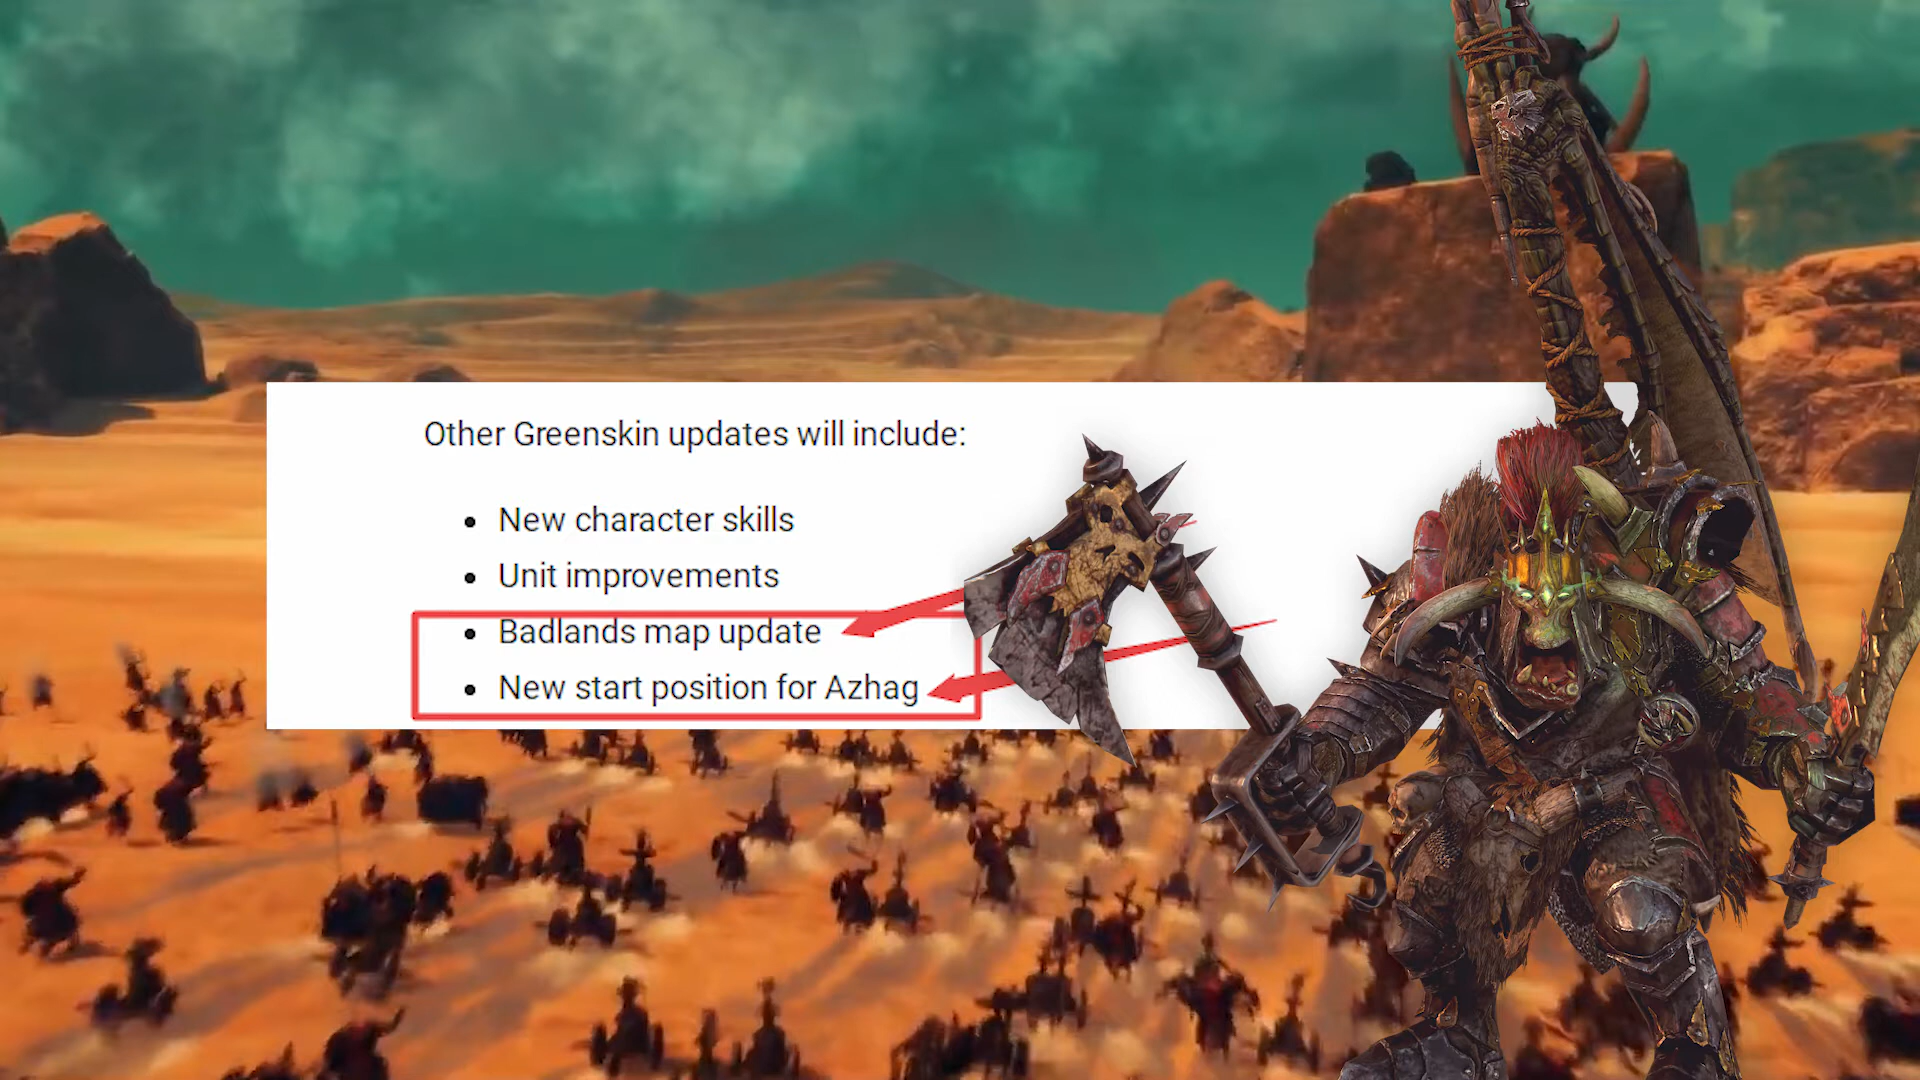 Other Greenskin updates will include:
• New character skills
• Unit improvements
• Badlands map update
• New start position for Azhag